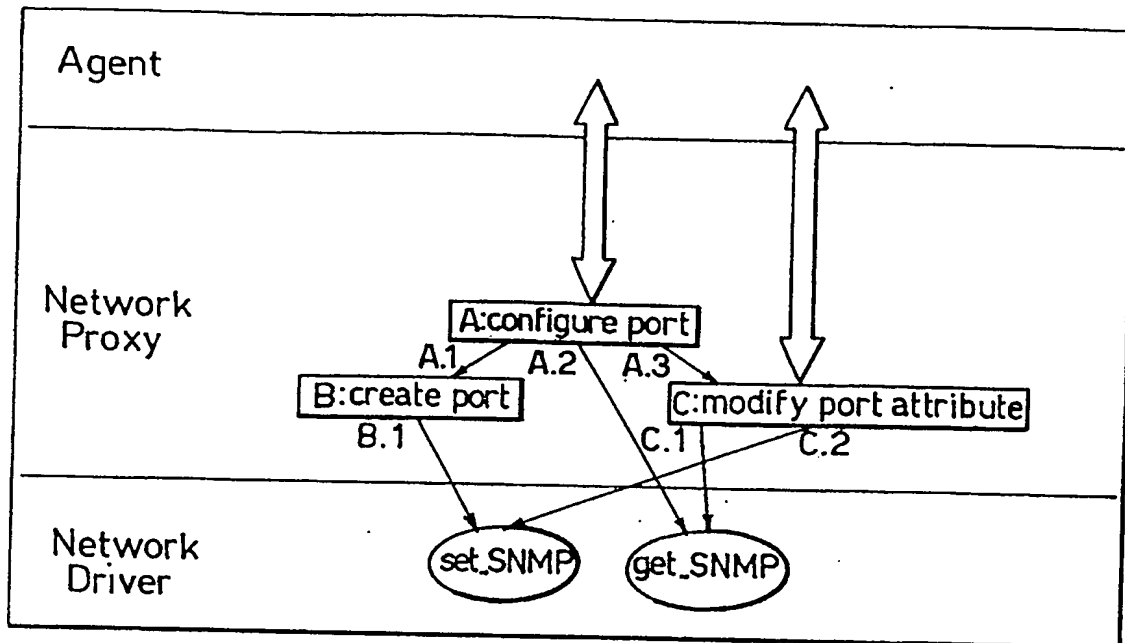 Agent
Network
Proxy
A:configure port
A.1
A.2
A.3
B:create port
C:modify port attribute
B.1
C.1
C.2
Network
Driver
set_SNMP
get_SNMP